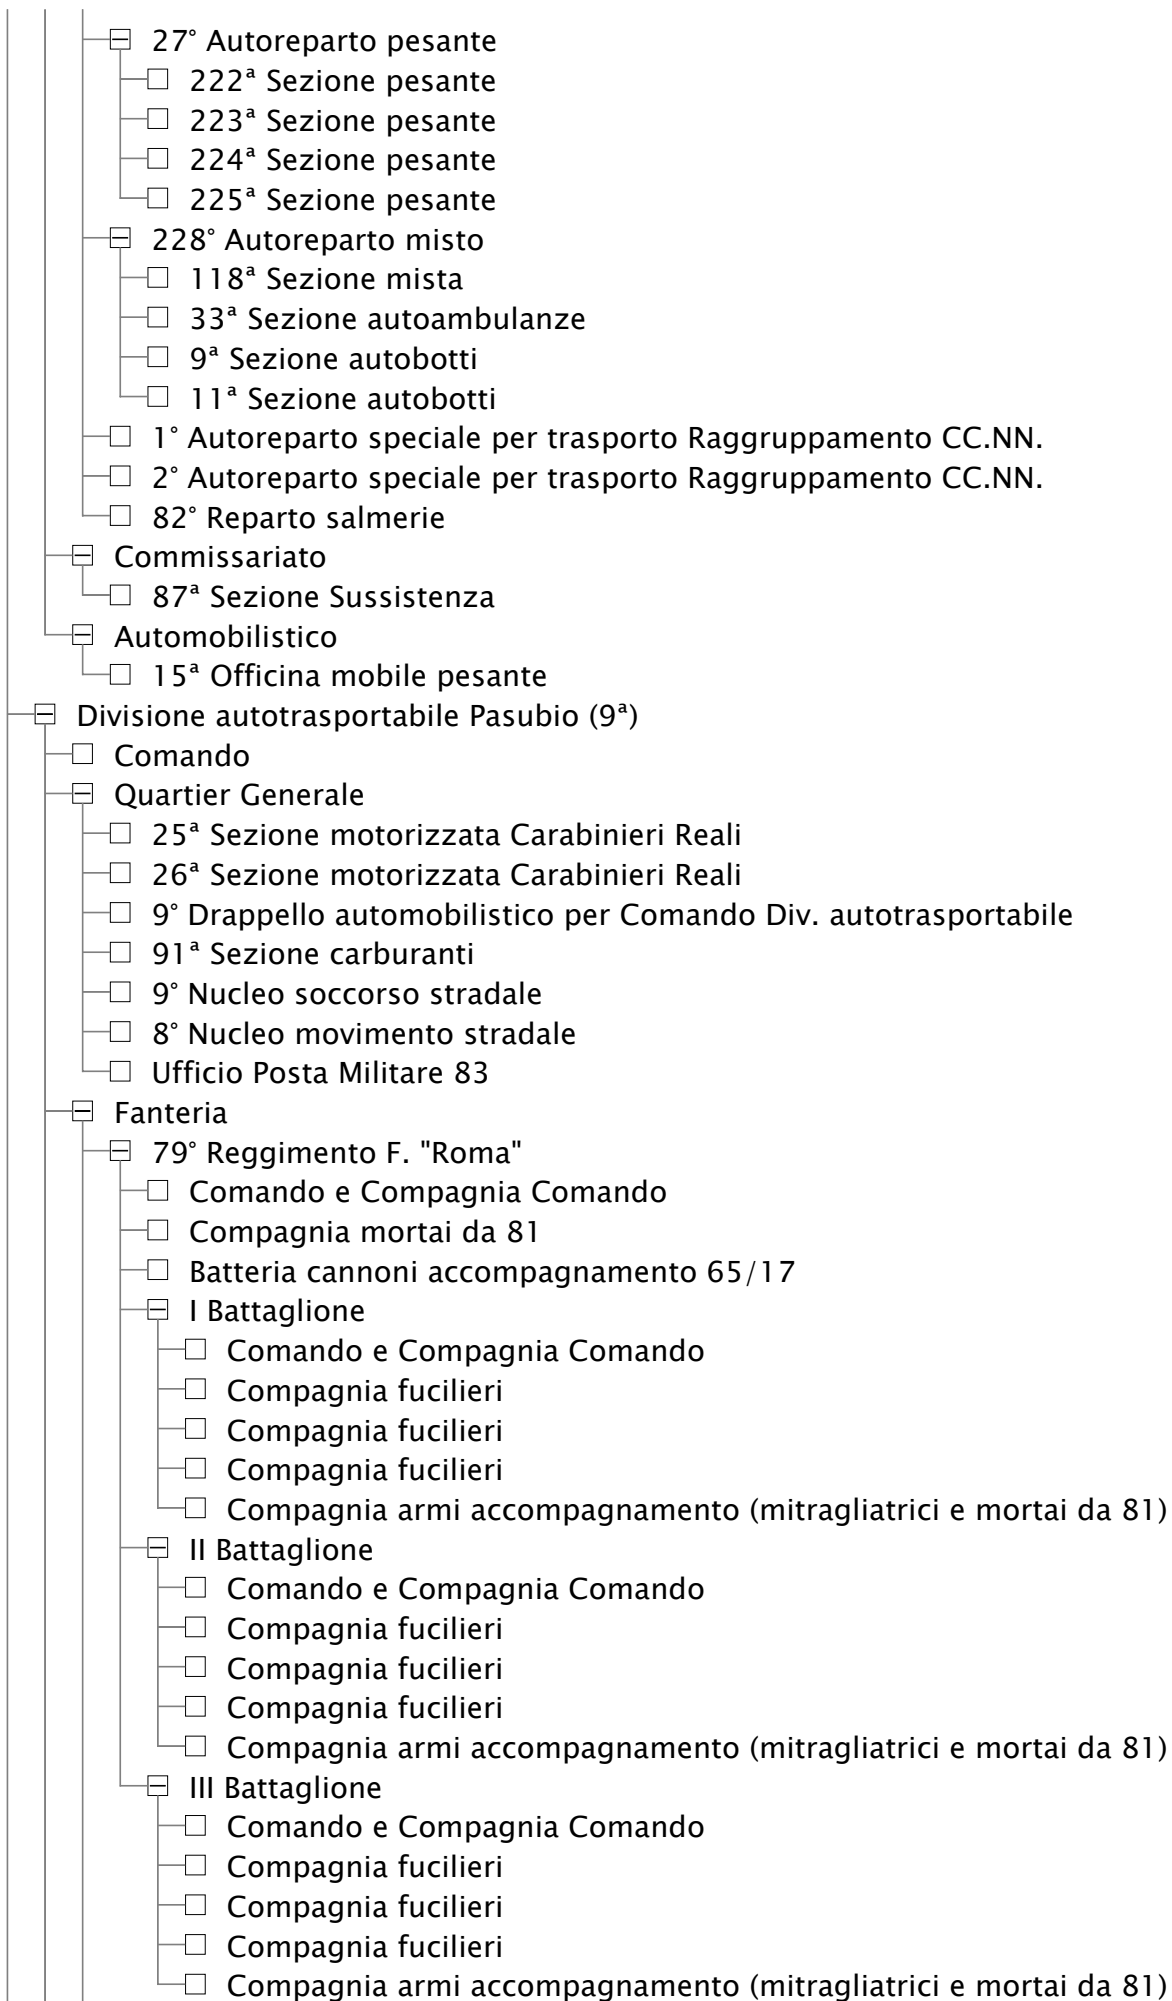 27° Autoreparto pesante
222ª Sezione pesante
223ª Sezione pesante
224ª Sezione pesante
225ª Sezione pesante
228° Autoreparto misto
118ª Sezione mista
33ª Sezione autoambulanze
9ª Sezione autobotti
11ª Sezione autobotti
1° Autoreparto speciale per trasporto Raggruppamento CC.NN.
2° Autoreparto speciale per trasporto Raggruppamento CC.NN.
82° Reparto salmerie
Commissariato
87ª Sezione Sussistenza
Automobilistico
15ª Officina mobile pesante
Divisione autotrasportabile Pasubio (9ª)
Comando
Quartier Generale
25ª Sezione motorizzata Carabinieri Reali
26ª Sezione motorizzata Carabinieri Reali
9° Drappello automobilistico per Comando Div. autotrasportabile
91ª Sezione carburanti
9° Nucleo soccorso stradale
8° Nucleo movimento stradale
Ufficio Posta Militare 83
Fanteria
79° Reggimento F. "Roma"
Comando e Compagnia Comando
Compagnia mortai da 81
Batteria cannoni accompagnamento 65/17
I Battaglione
Comando e Compagnia Comando
Compagnia fucilieri
Compagnia fucilieri
Compagnia fucilieri
Compagnia armi accompagnamento (mitragliatrici e mortai da 81)
II Battaglione
Comando e Compagnia Comando
Compagnia fucilieri
Compagnia fucilieri
Compagnia fucilieri
Compagnia armi accompagnamento (mitragliatrici e mortai da 81)
III Battaglione
Comando e Compagnia Comando
Compagnia fucilieri
Compagnia fucilieri
Compagnia fucilieri
Compagnia armi accompagnamento (mitragliatrici e mortai da 81)